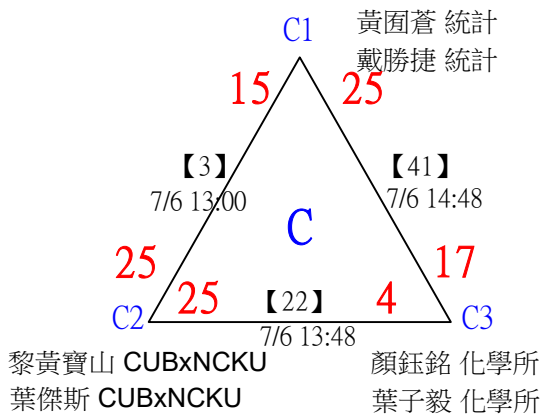 C1
黃囿蒼 統計
戴勝捷 統計
15
25
【3】
7/6 13:00
【41】
7/6 14:48
C
25
17
25
【22】
4
C2
7/6 13:48
C3
黎黃寶山 CUBxNCKU
葉傑斯 CUBxNCKU
顏鈺銘 化學所
葉子毅 化學所